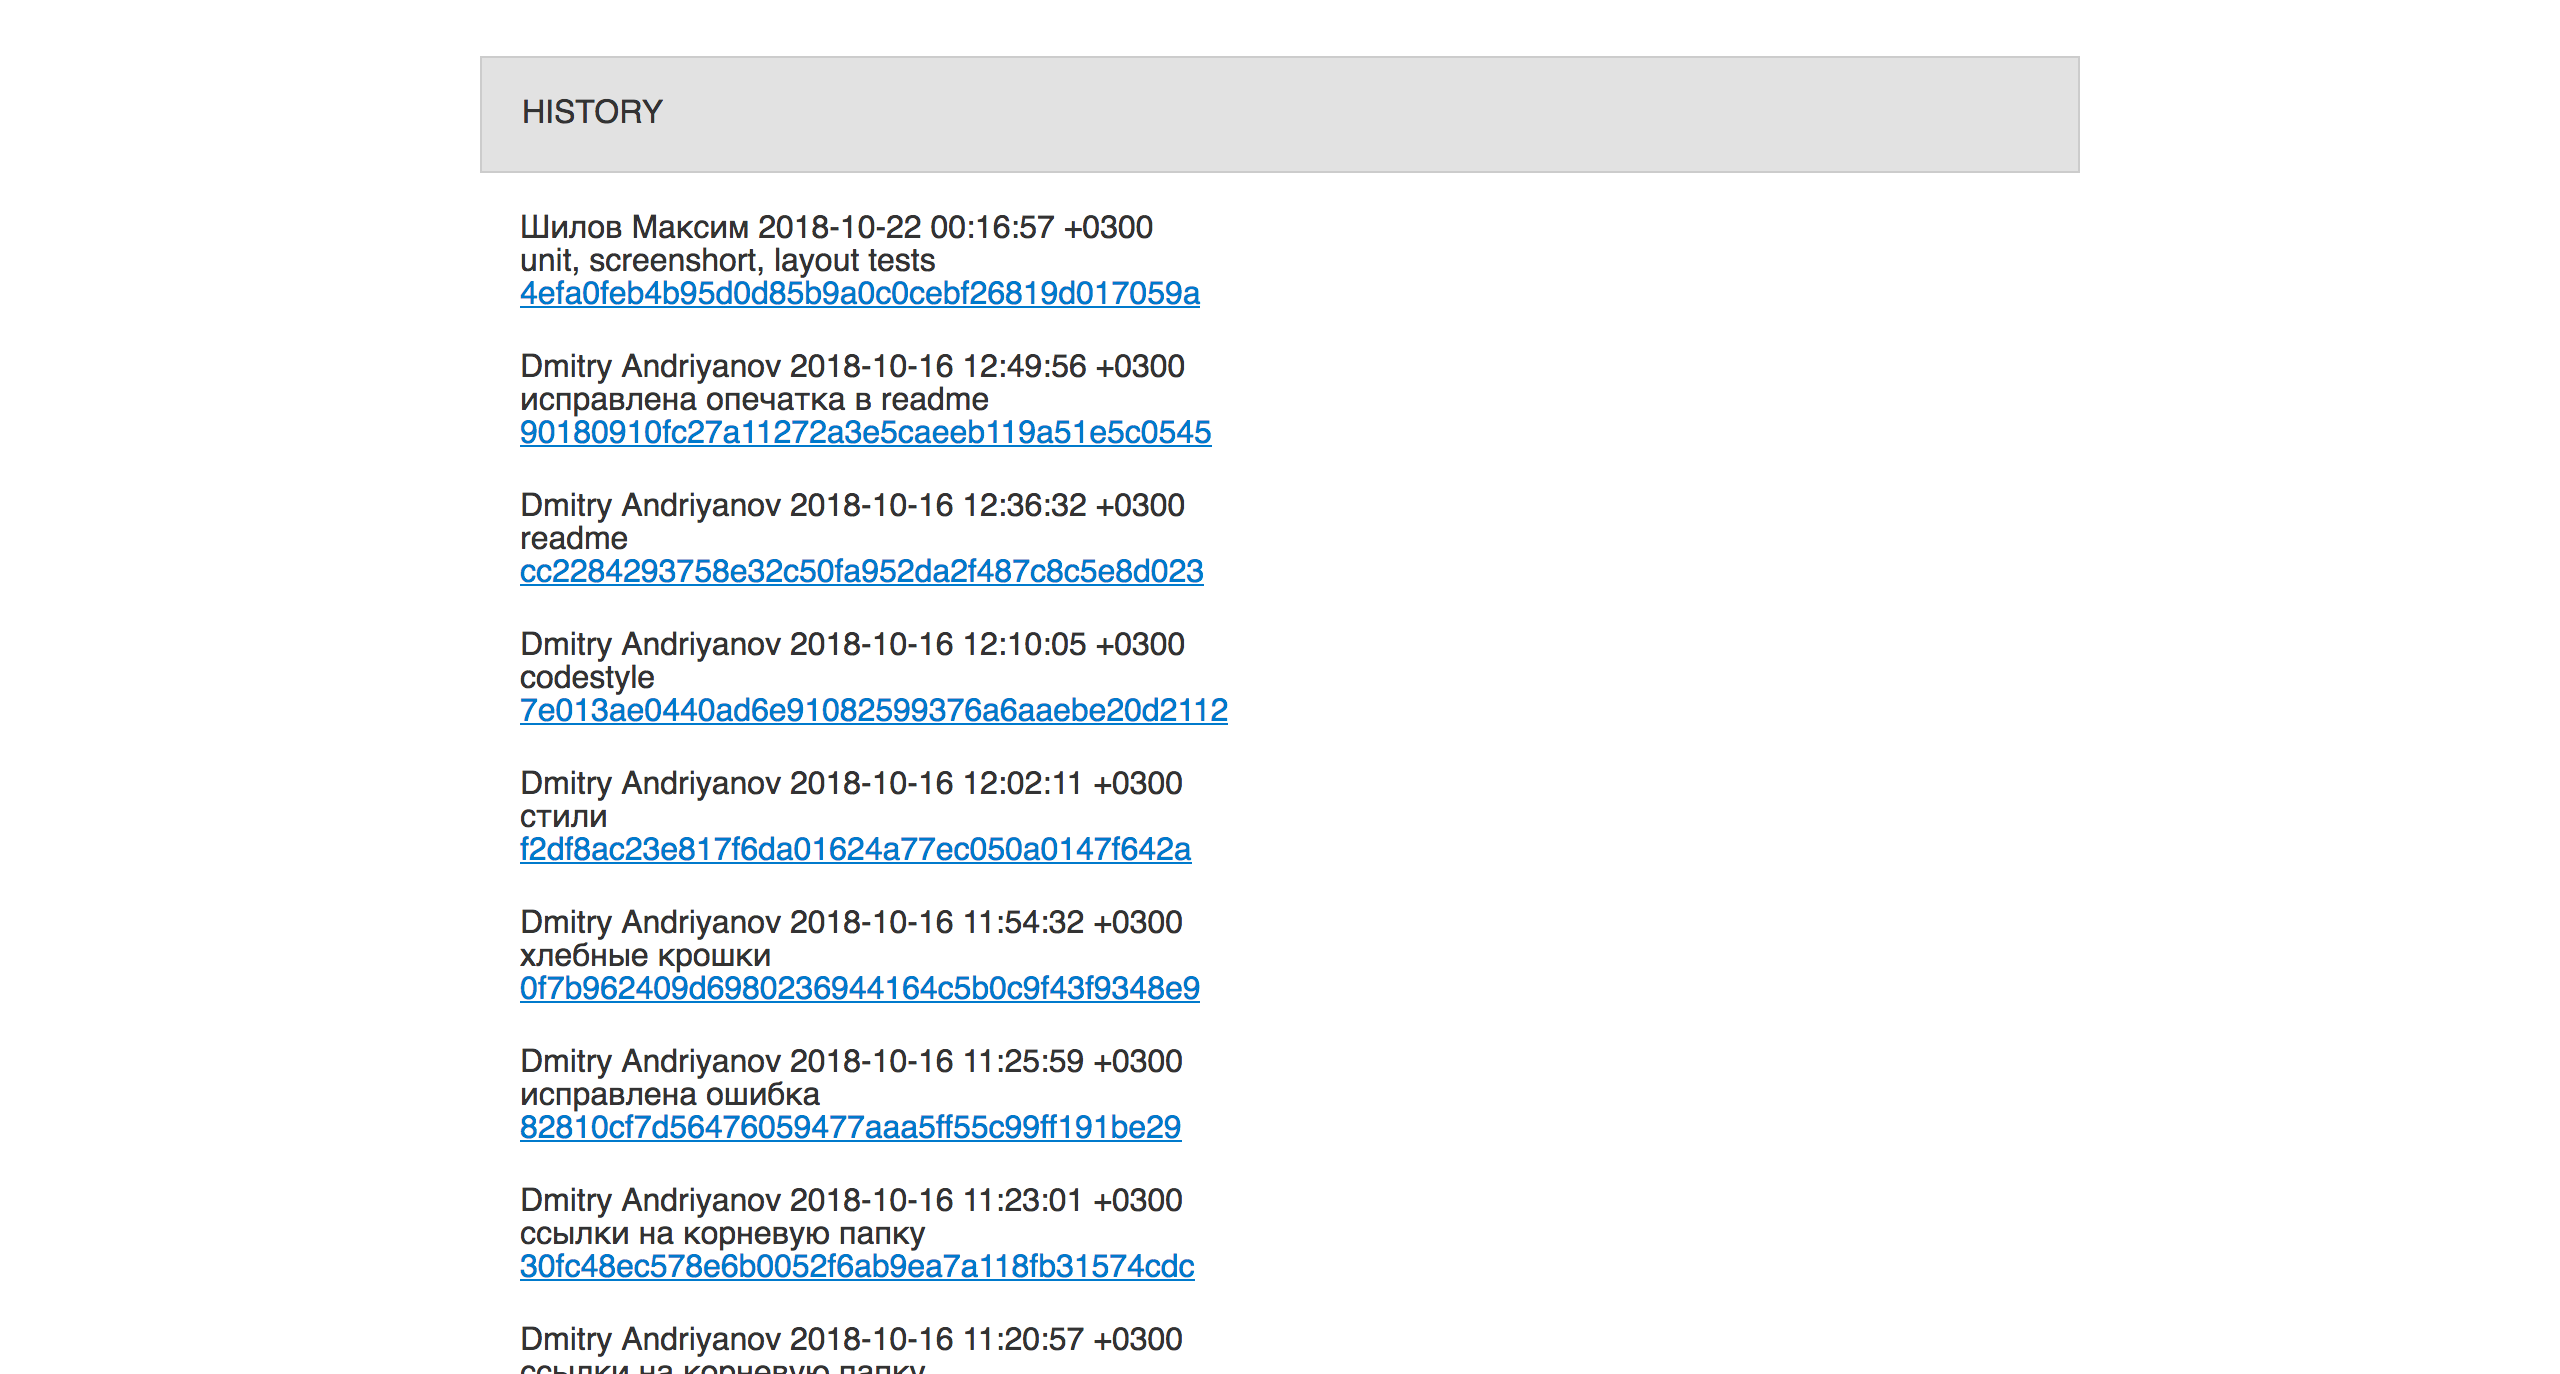 HISTORY
Шилов Максим 2018-10-22 00:16:57 +0300
unit, screenshort, layout tests
4efa0feb4b95d0d85b9a0c0cebf26819d017059a
Dmitry Andriyanov 2018-10-16 12:49:56 +0300
исправлена опечатка в readme
90180910fc27a11272a3e5caeeb119a51e5c0545
Dmitry Andriyanov 2018-10-16 12:36:32 +0300
readme
cc2284293758e32c50fa952da2f487c8c5e8d023
Dmitry Andriyanov 2018-10-16 12:10:05 +0300
codestyle
7e013ae0440ad6e91082599376a6aaebe20d2112
Dmitry Andriyanov 2018-10-16 12:02:11 +0300
стили
f2df8ac23e817f6da01624a77ec050a0147f642a
Dmitry Andriyanov 2018-10-16 11:54:32 +0300
хлебные крошки
0f7b962409d6980236944164c5b0c9f43f9348e9
Dmitry Andriyanov 2018-10-16 11:25:59 +0300
исправлена ошибка
82810cf7d56476059477aaa5ff55c99ff191be29
Dmitry Andriyanov 2018-10-16 11:23:01 +0300
ссылки на корневую папку
30fc48ec578e6b0052f6ab9ea7a118fb31574cdc
Dmitry Andriyanov 2018-10-16 11:20:57 +0300
ссылки на корневую папку